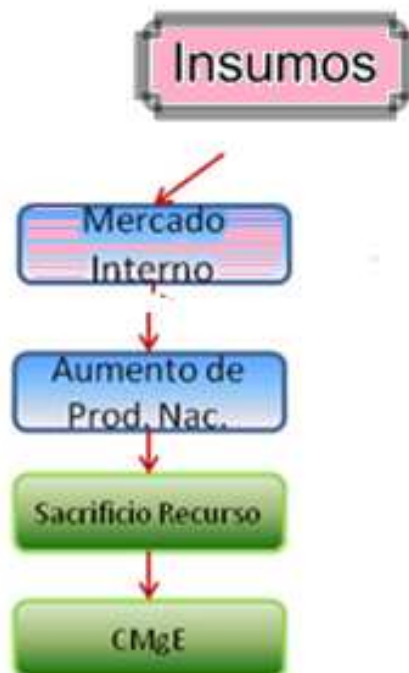 Insumos
Mercado
Interno
Aumento de
Prod. Nac.
Sacrificio Recurso
CMgE